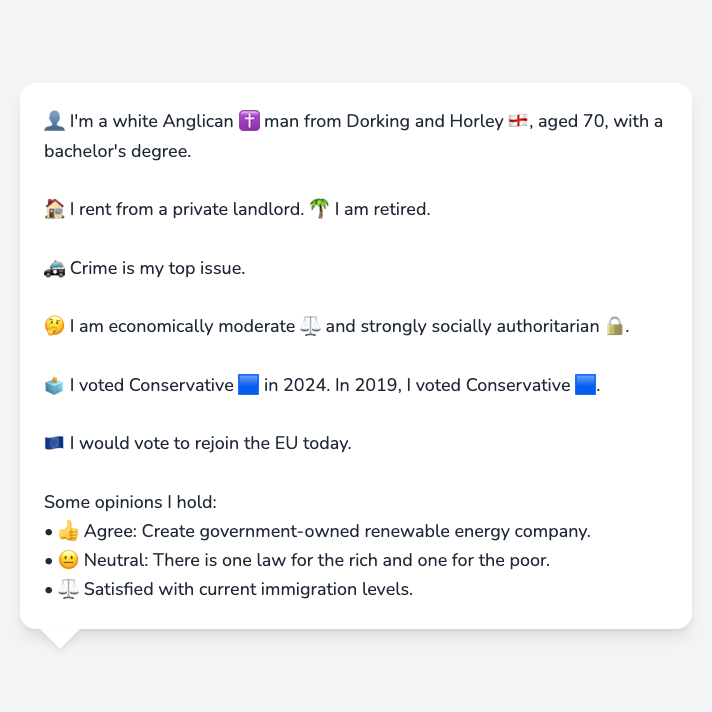 👤 I'm a white Anglican ✝️ man from Dorking and Horley 🏴󠁧󠁢󠁥󠁮󠁧󠁿, aged 70, with a
bachelor's degree.
🏠 I rent from a private landlord. 🌴 I am retired.
🚓 Crime is my top issue.
🤔 I am economically moderate ⚖️ and strongly socially authoritarian 🔒.
🗳️ I voted Conservative 🟦 in 2024. In 2019, I voted Conservative 🟦.
🇪🇺 I would vote to rejoin the EU today.
Some opinions I hold:
• 👍 Agree: Create government-owned renewable energy company.
• 😐 Neutral: There is one law for the rich and one for the poor.
• ⚖️ Satisfied with current immigration levels.